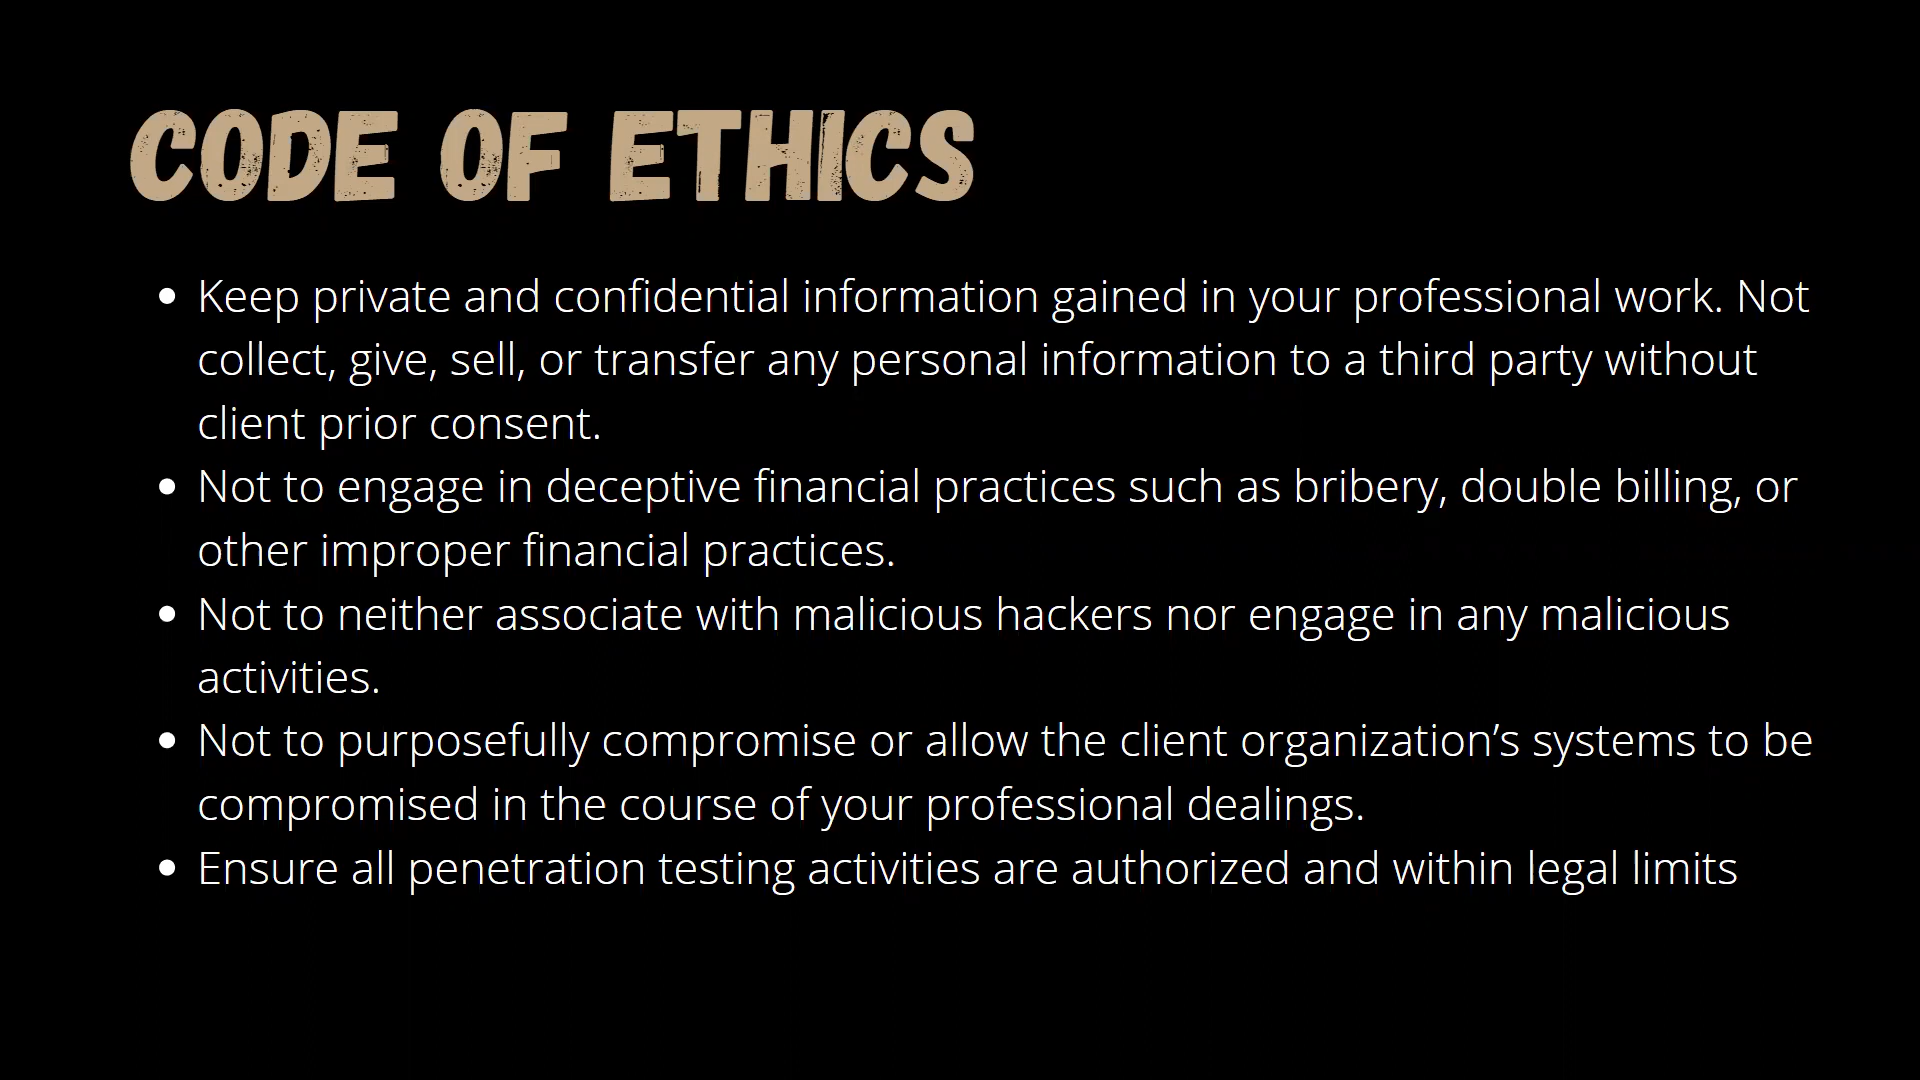 CODE OF ETHICS
• Keep private and confidential information gained in your professional work. Not
collect, give, sell, or transfer any personal information to a third party without
client prior consent.
• Not to engage in deceptive financial practices such as bribery, double billing, or
other improper financial practices.
• Not to neither associate with malicious hackers nor engage in any malicious
activities.
• Not to purposefully compromise or allow the client organization’s systems to be
compromised in the course of your professional dealings.
• Ensure all penetration testing activities are authorized and within legal limits